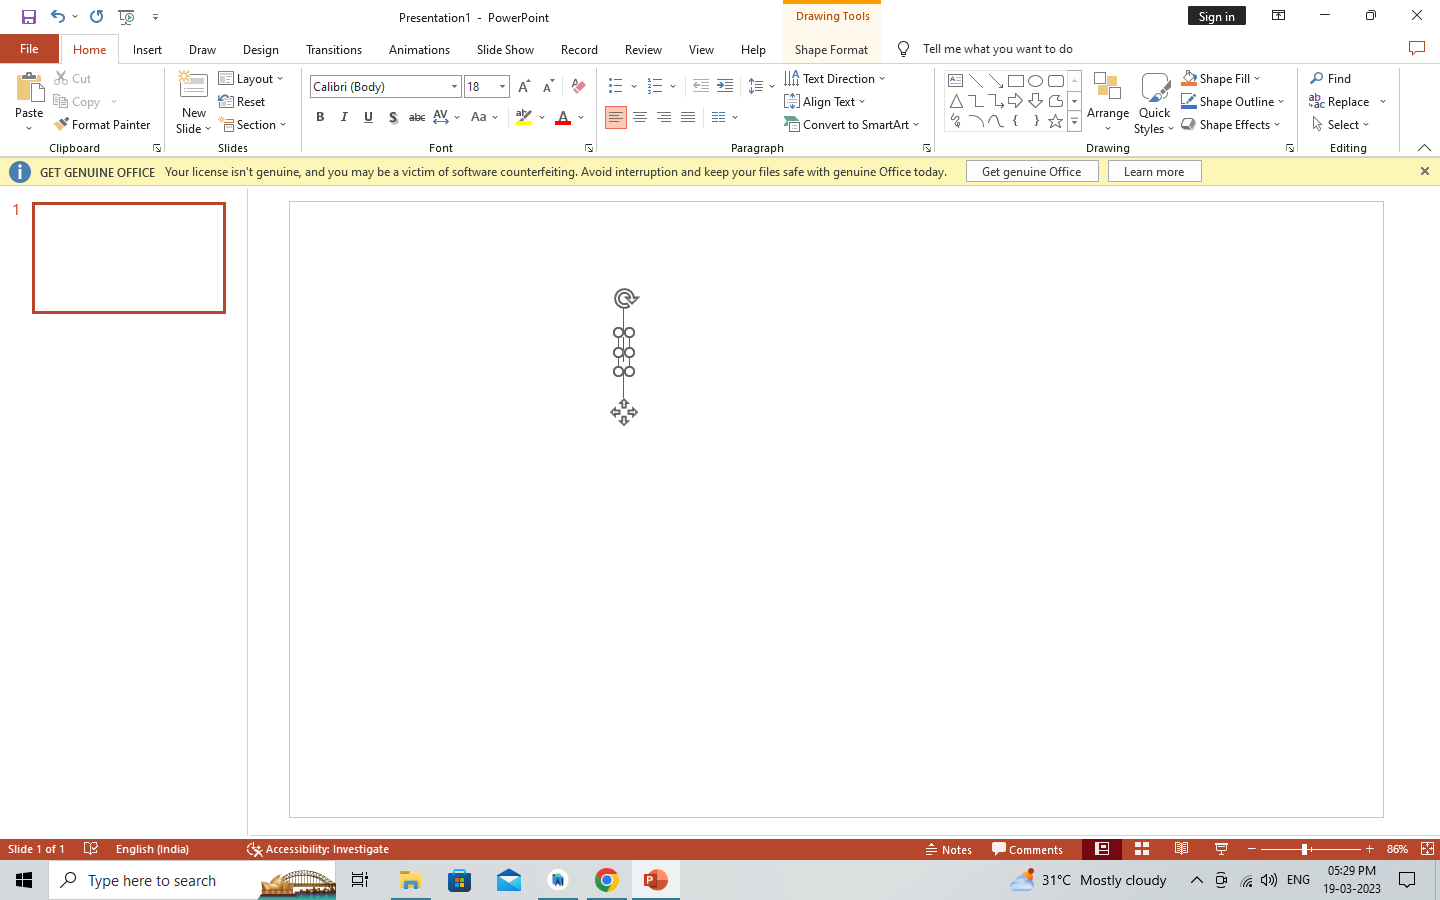 Presentation1 - PowerPoint
Drawing Tools
Sign in
File
Home
Insert
Draw
Design
Transitions
Animations
Slide Show
Record
Review
View
Help
Shape Format
Tell me what you want to do
Paste
Cut
Copy
Format Painter
Clipboard
New
Slide
Layout
Reset
Section
Slides
Calibri (Body)
18
Font
Text Direction
Align Text
Convert to SmartArt
Paragraph
Arrange
Quick
Styles
Shape Fill
Shape Outline
Shape Effects
Drawing
Find
Replace
Select
Editing
GET GENUINE OFFICE Your license isn't genuine, and you may be a victim of software counterfeiting. Avoid interruption and keep your files safe with genuine Office today.
Get genuine Office
Learn more
1
Slide 1 of 1
English (India)
Accessibility: Investigate
Notes
Comments
86%
Type here to search
31°C Mostly cloudy
ENG
05:29 PM
19-03-2023